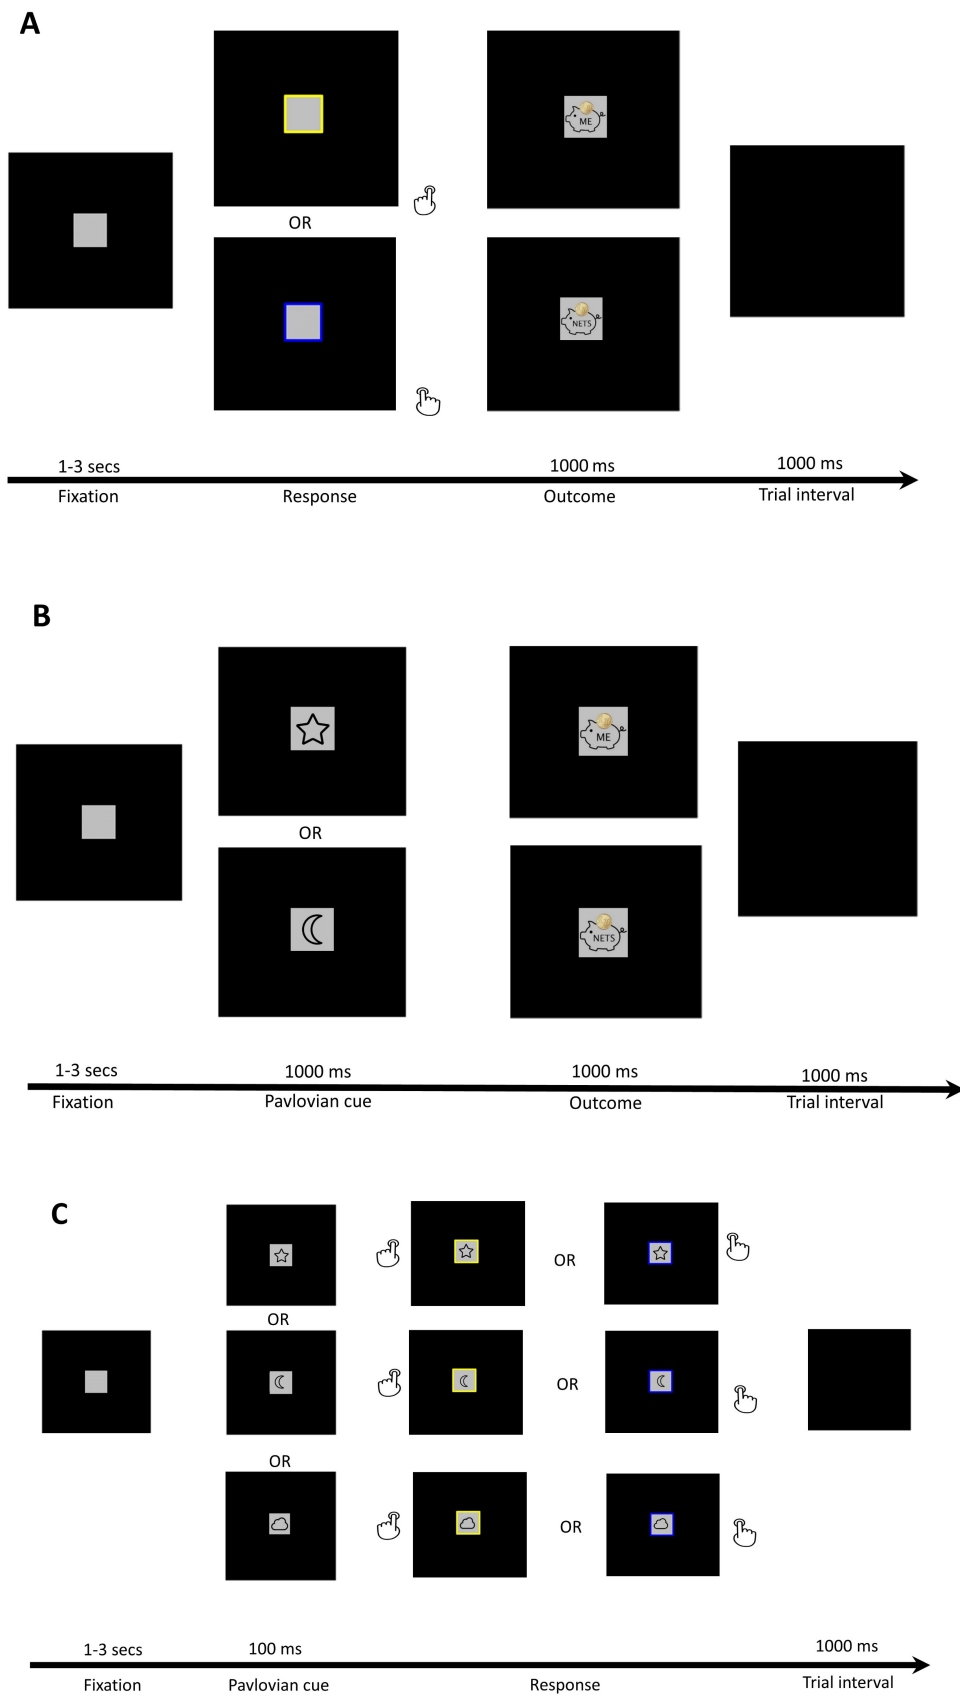 A
ME
OR
NETS
1-3 secs
1000 ms
1000 ms
Fixation
Response
Outcome
Trial interval
B
ME
OR
NETS
1-3 secs
1000 ms
1000 ms
1000 ms
Fixation
Pavlovian cue
Outcome
Trial interval
C
OR
OR
OR
OR
OR
1-3 secs
100 ms
1000 ms
Fixation
Pavlovian cue
Response
Trial interval